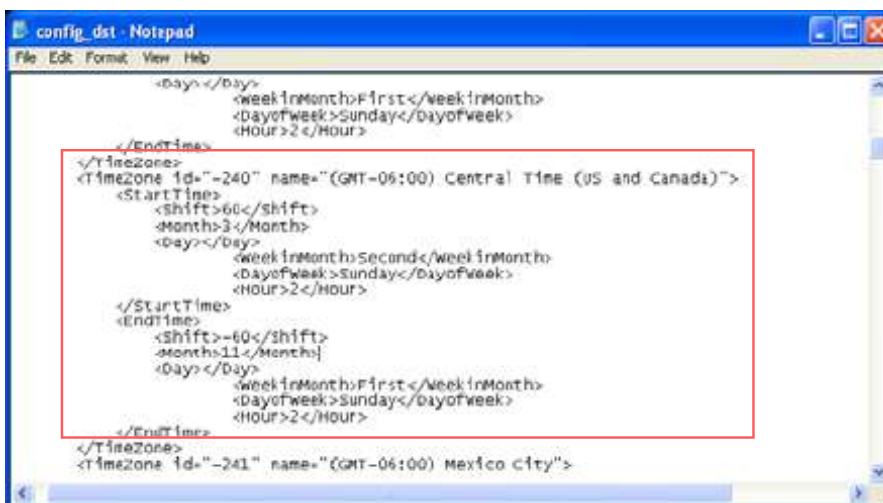 config_dst - Notepad
File Edit Format View Help
<Day></Day>
<WeekinMonth>First</WeekinMonth>
<DayofWeek>Sunday</DayofWeek>
<Hour>2</Hour>
</EndTime>
</TimeZone>
<TimeZone id="-240" name="(GMT-06:00) Central Time (US and Canada)">
<StartTime>
<Shift>60</Shift>
<Month>3</Month>
<Day></Day>
<WeekinMonth>Second</WeekinMonth>
<DayofWeek>Sunday</DayofWeek>
<Hour>2</Hour>
</StartTime>
<EndTime>
<Shift>-60</Shift>
<Month>11</Month>
<Day></Day>
<WeekinMonth>First</WeekinMonth>
<DayofWeek>Sunday</DayofWeek>
<Hour>2</Hour>
</EndTime>
</TimeZone>
<TimeZone id="-241" name="(GMT-06:00) Mexico City">